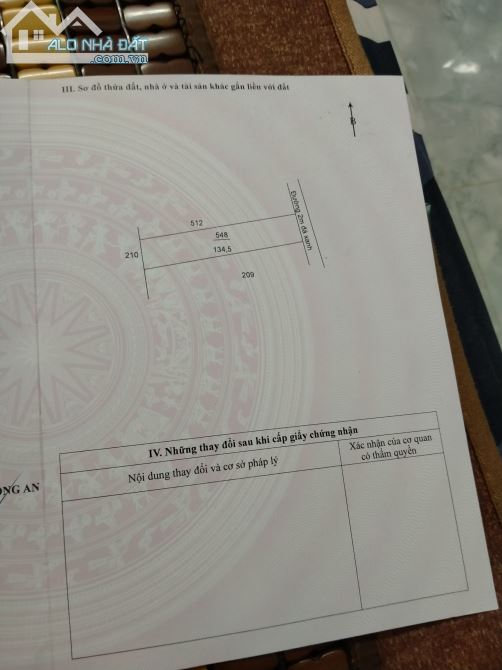 ALO NHÀ ĐẤT
.com.vn
III. Sơ đồ thửa đất, nhà ở và tài sản khác gắn liền với đất
B
512
Đường 2m đá xanh
548
210
134,5
209
IV. Những thay đổi sau khi cấp giấy chứng nhận
Nội dung thay đổi và cơ sở pháp lý
Xác nhận của cơ quan
có thẩm quyền
ONG AN